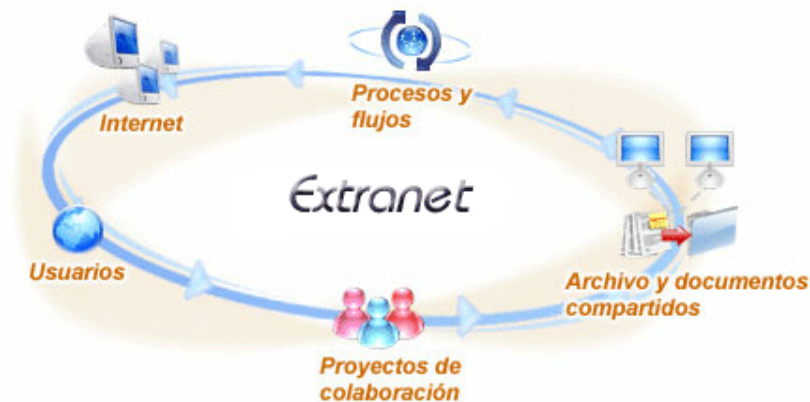 Internet
Procesos y
flujos
Extranet
Usuarios
Archivo y documentos
compartidos
Proyectos de
colaboración